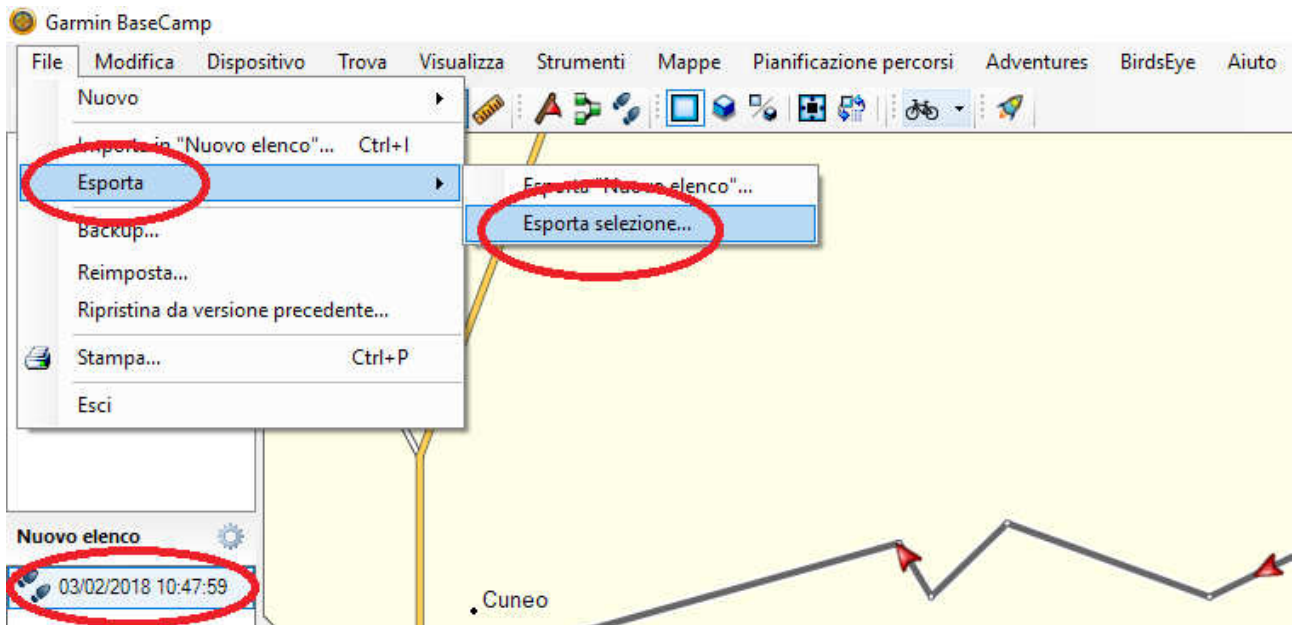 Garmin BaseCamp
File Modifica Dispositivo Trova Visualizza Strumenti Mappe Pianificazione percorsi Adventures BirdsEye Aiuto
Nuovo
Importa in "Nuovo elenco"... Ctrl+I
Esporta
Esporta "Nuovo elenco"...
Esporta selezione...
Backup...
Reimposta...
Ripristina da versione precedente...
Stampa... Ctrl+P
Esci
Nuovo elenco
03/02/2018 10:47:59
Cuneo